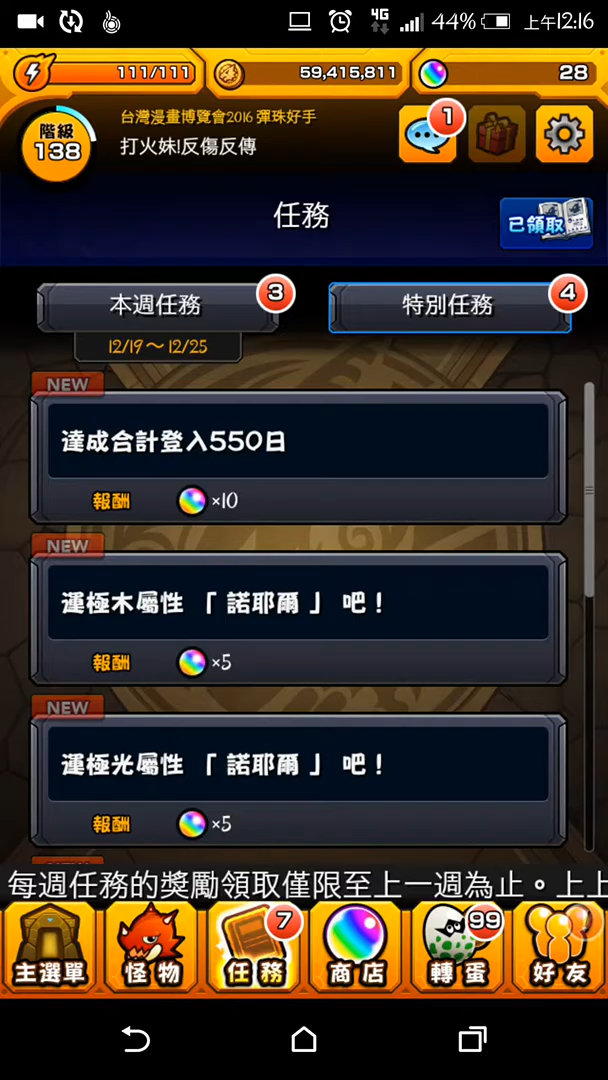 4G 44% 上午12:16
111/111 59,415,811 28
階級
138
台灣漫畫博覽會2016 彈珠好手
打火妹!反傷反傳
1
任務
已領取
本週任務 3
特別任務 4
12/19～12/25
NEW
達成合計登入550日
報酬 ×10
NEW
運極木屬性 「 諾耶爾 」 吧！
報酬 ×5
NEW
運極光屬性 「 諾耶爾 」 吧！
報酬 ×5
每週任務的獎勵領取僅限至上一週為止。上上
7 99
主選單 怪物 任務 商店 轉蛋 好友